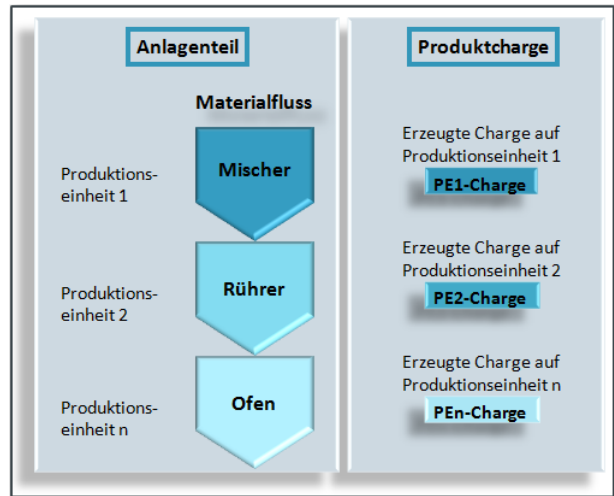 Anlagenteil
Materialfluss
Produktions-
einheit 1
Mischer
Produktions-
einheit 2
Rührer
Produktions-
einheit n
Ofen
Produktcharge
Erzeugte Charge auf
Produktionseinheit 1
PE1-Charge
Erzeugte Charge auf
Produktionseinheit 2
PE2-Charge
Erzeugte Charge auf
Produktionseinheit n
PEn-Charge